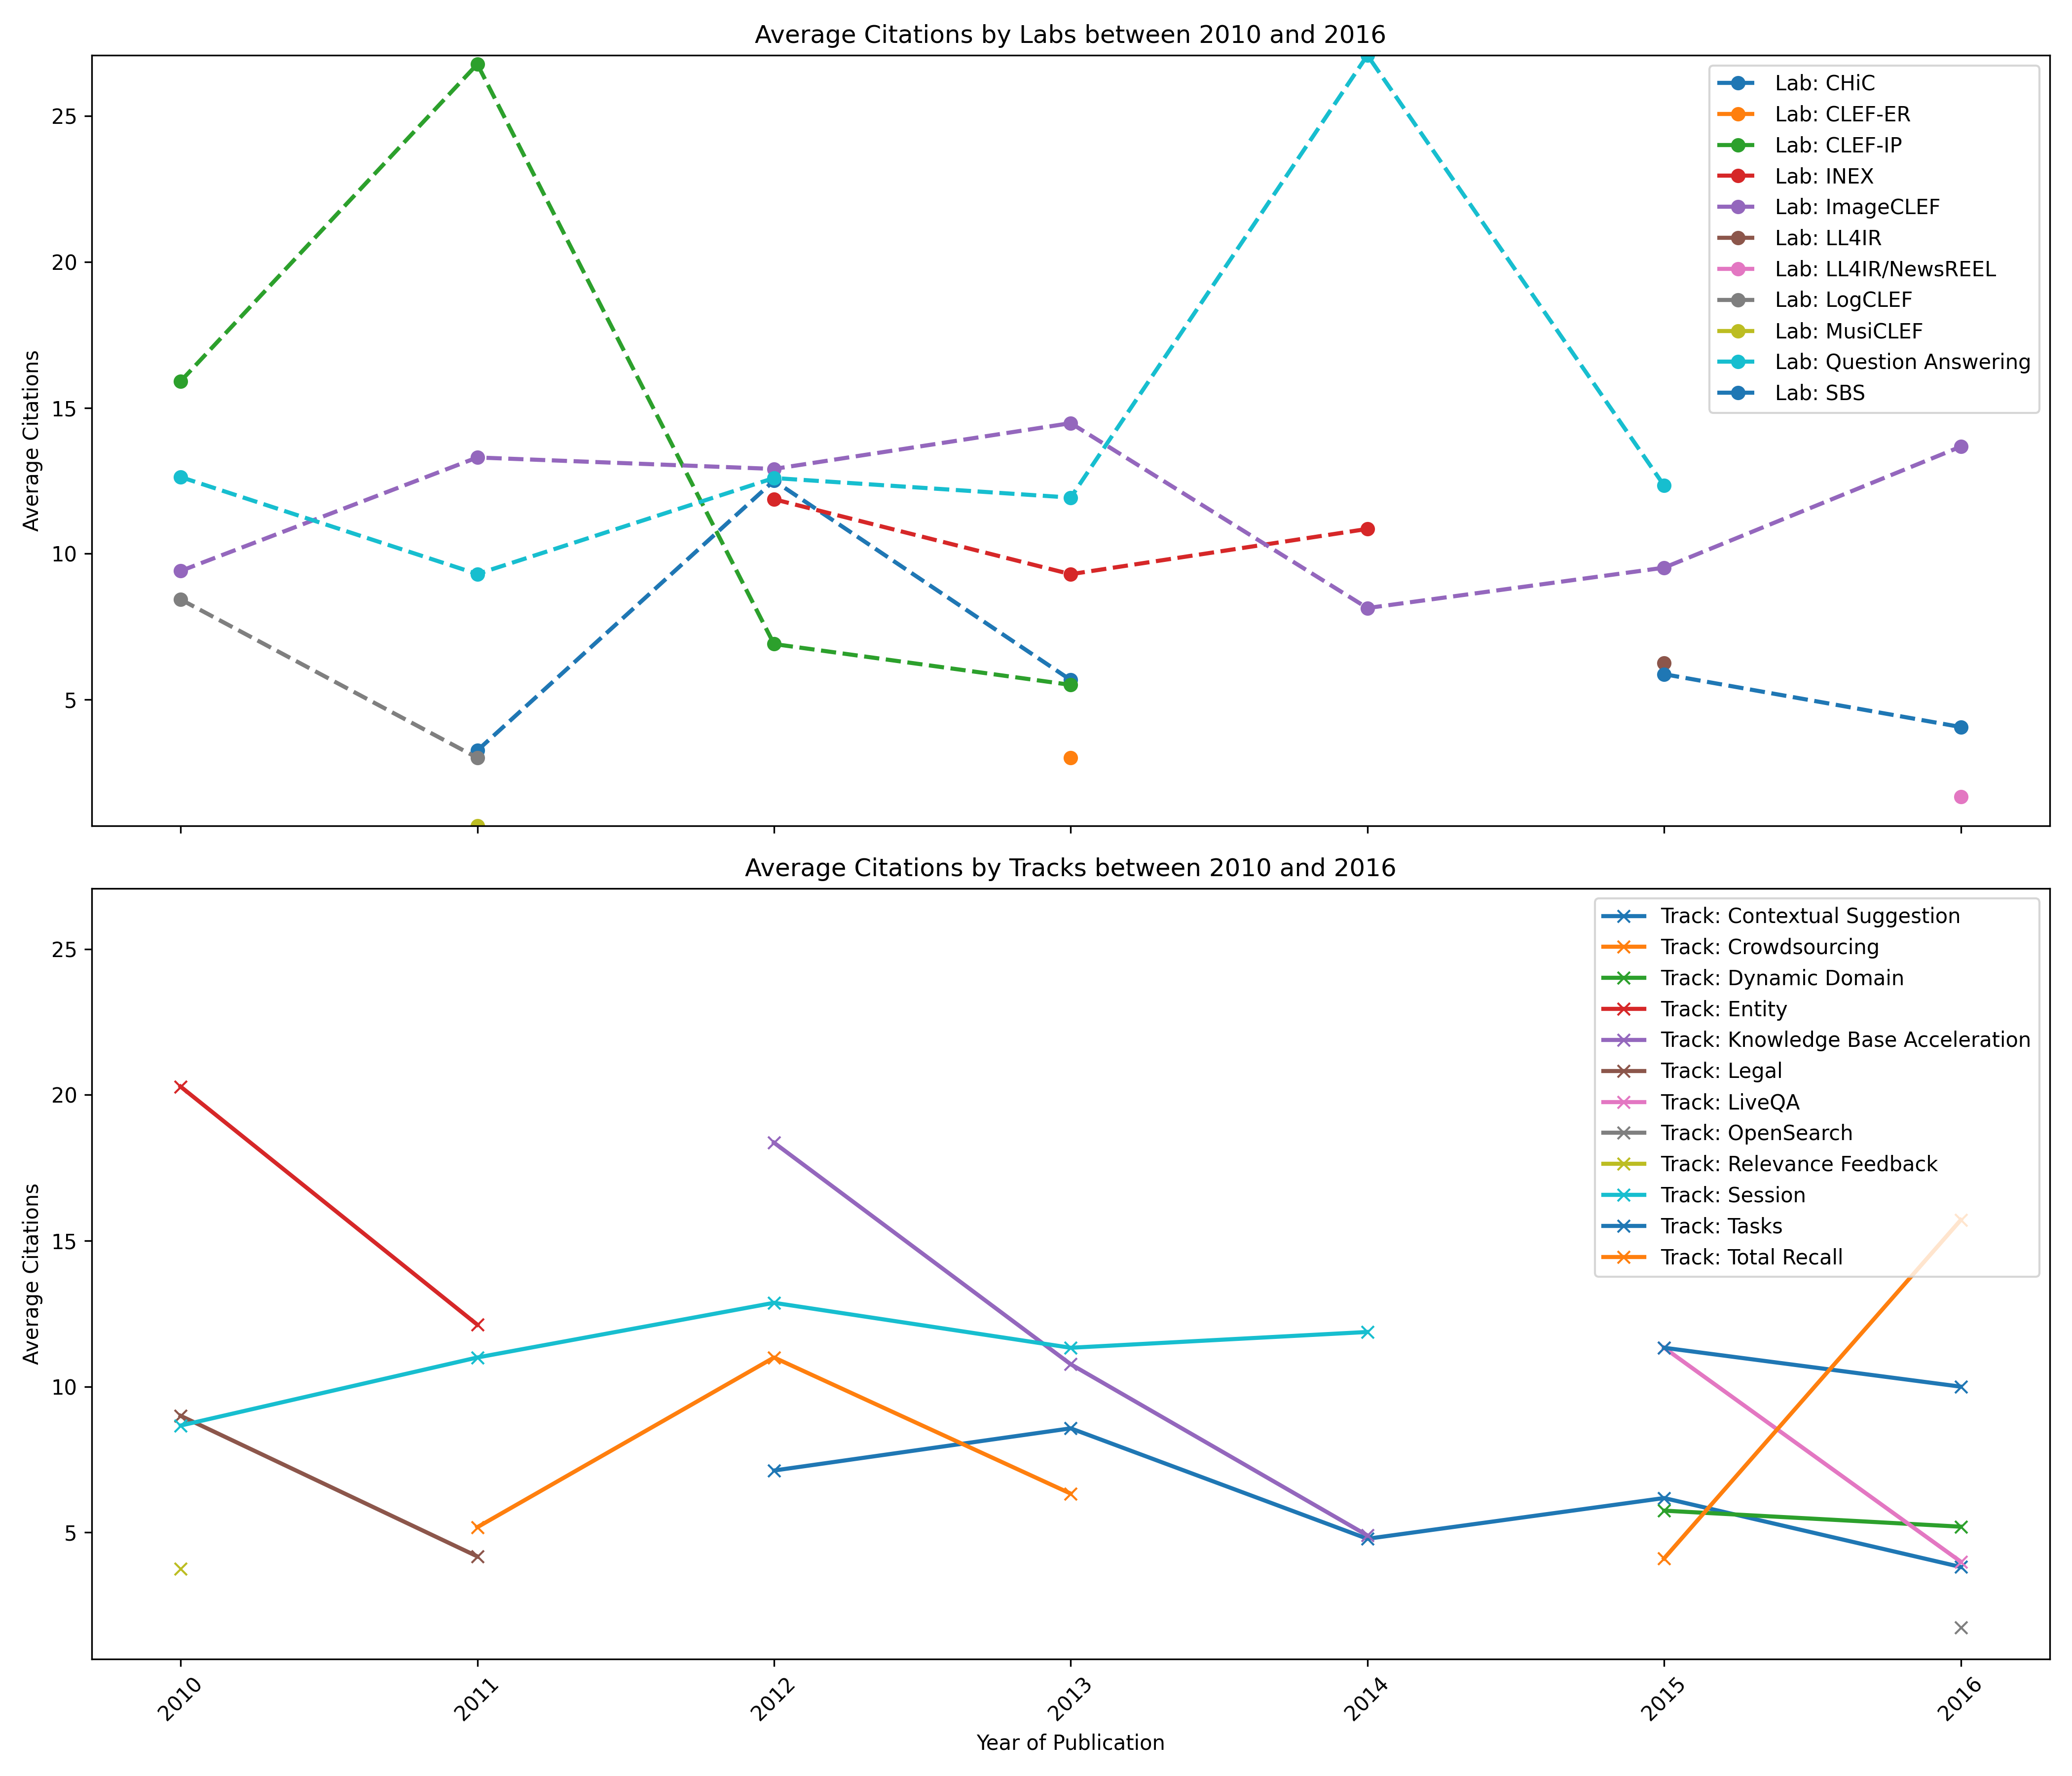 Average Citations by Labs between 2010 and 2016
Average Citations
25
20
15
10
5
Lab: CHiC
Lab: CLEF-ER
Lab: CLEF-IP
Lab: INEX
Lab: ImageCLEF
Lab: LL4IR
Lab: LL4IR/NewsREEL
Lab: LogCLEF
Lab: MusiCLEF
Lab: Question Answering
Lab: SBS
Average Citations by Tracks between 2010 and 2016
Average Citations
25
20
15
10
5
Track: Contextual Suggestion
Track: Crowdsourcing
Track: Dynamic Domain
Track: Entity
Track: Knowledge Base Acceleration
Track: Legal
Track: LiveQA
Track: OpenSearch
Track: Relevance Feedback
Track: Session
Track: Tasks
Track: Total Recall
2010 2011 2012 2013 2014 2015 2016
Year of Publication